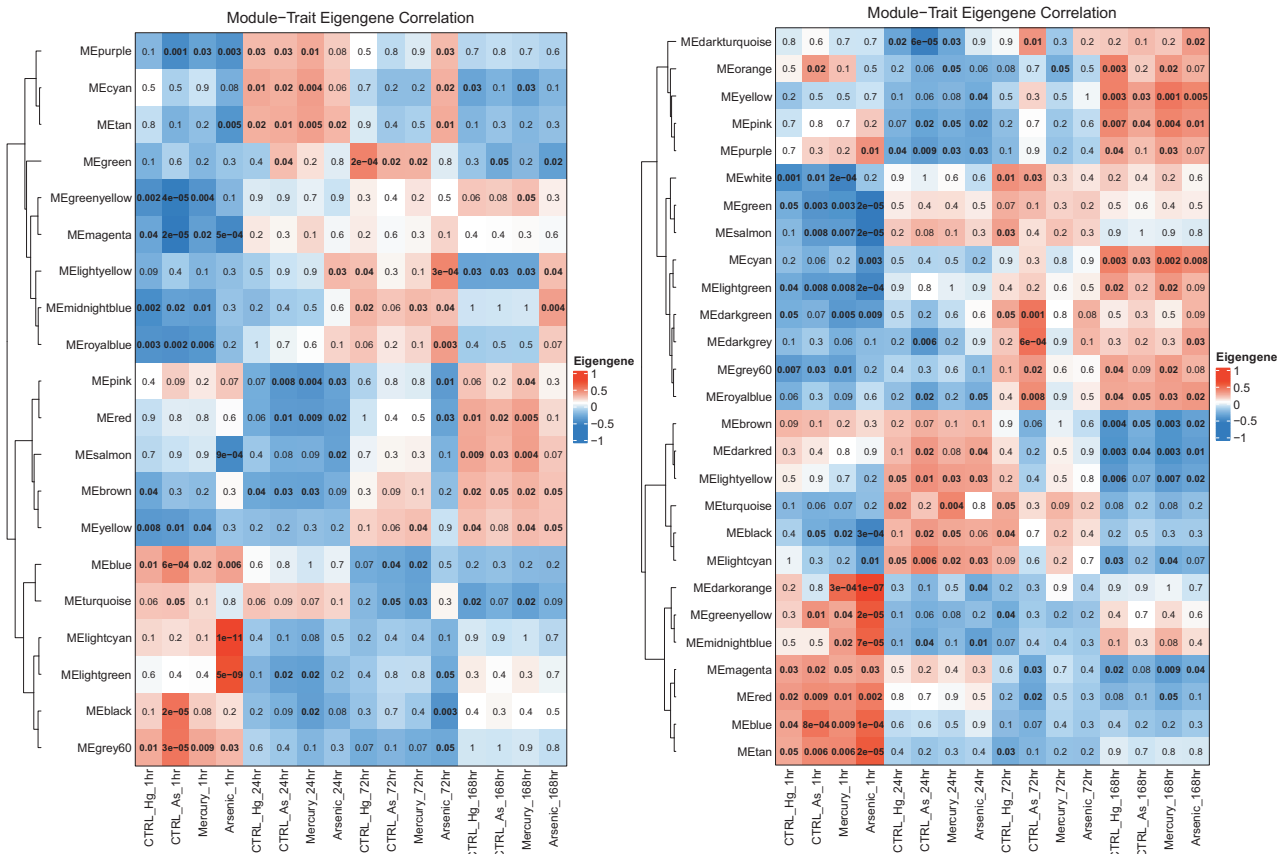 Module−Trait Eigengene Correlation
MEpurple 0.1 0.001 0.03 0.003 0.03 0.03 0.01 0.08 0.5 0.8 0.9 0.03 0.7 0.8 0.7 0.6
MEcyan 0.5 0.5 0.9 0.08 0.01 0.02 0.004 0.06 0.7 0.2 0.2 0.02 0.03 0.1 0.03 0.1
MEtan 0.8 0.1 0.2 0.005 0.02 0.01 0.005 0.02 0.9 0.4 0.5 0.01 0.1 0.3 0.2 0.3
MEgreen 0.1 0.6 0.2 0.3 0.4 0.04 0.2 0.8 2e−04 0.02 0.02 0.8 0.3 0.05 0.2 0.02
MEgreenyellow 0.002 4e−05 0.004 0.1 0.9 0.9 0.7 0.9 0.3 0.4 0.2 0.5 0.06 0.08 0.05 0.3
MEmagenta 0.04 2e−05 0.02 5e−04 0.2 0.3 0.1 0.6 0.2 0.6 0.3 0.1 0.4 0.4 0.3 0.6
MElightyellow 0.09 0.4 0.1 0.3 0.5 0.9 0.9 0.03 0.04 0.3 0.1 3e−04 0.03 0.03 0.03 0.04
MEmidnightblue 0.002 0.02 0.01 0.3 0.2 0.4 0.5 0.6 0.02 0.06 0.03 0.04 1 1 1 0.004
MEroyalblue 0.003 0.002 0.006 0.2 1 0.7 0.6 0.1 0.06 0.2 0.1 0.003 0.4 0.5 0.5 0.07
MEpink 0.4 0.09 0.2 0.07 0.07 0.008 0.004 0.03 0.6 0.8 0.8 0.01 0.06 0.2 0.04 0.3
MEred 0.9 0.8 0.8 0.6 0.06 0.01 0.009 0.02 1 0.4 0.5 0.03 0.01 0.02 0.005 0.1
MEsalmon 0.7 0.9 0.9 9e−04 0.4 0.08 0.09 0.02 0.7 0.3 0.3 0.1 0.009 0.03 0.004 0.07
MEbrown 0.04 0.3 0.2 0.3 0.04 0.03 0.03 0.09 0.3 0.09 0.1 0.2 0.02 0.05 0.02 0.05
MEyellow 0.008 0.01 0.04 0.3 0.2 0.2 0.2 0.3 0.1 0.06 0.04 0.9 0.04 0.08 0.04 0.05
MEblue 0.01 6e−04 0.02 0.006 0.6 0.8 1 0.7 0.07 0.04 0.02 0.5 0.2 0.3 0.2 0.2
MEturquoise 0.06 0.05 0.1 0.8 0.06 0.09 0.07 0.1 0.2 0.05 0.03 0.3 0.02 0.07 0.02 0.09
MElightcyan 0.1 0.2 0.1 1e−11 0.4 0.1 0.08 0.5 0.2 0.4 0.4 0.1 0.9 0.9 1 0.7
MElightgreen 0.6 0.4 0.4 5e−09 0.1 0.02 0.02 0.2 0.4 0.8 0.8 0.05 0.3 0.4 0.3 0.7
MEblack 0.1 2e−05 0.08 0.2 0.2 0.09 0.02 0.08 0.3 0.7 0.4 0.003 0.4 0.3 0.4 0.5
MEgrey60 0.01 3e−05 0.009 0.03 0.6 0.4 0.1 0.3 0.07 0.1 0.07 0.05 1 1 0.9 0.8
CTRL_Hg_1hr CTRL_As_1hr Mercury_1hr Arsenic_1hr CTRL_Hg_24hr CTRL_As_24hr Mercury_24hr Arsenic_24hr CTRL_Hg_72hr CTRL_As_72hr Mercury_72hr Arsenic_72hr CTRL_Hg_168hr CTRL_As_168hr Mercury_168hr Arsenic_168hr
Eigengene
1
0.5
0
−0.5
−1
Module−Trait Eigengene Correlation
MEdarkturquoise 0.8 0.6 0.7 0.7 0.02 6e−05 0.03 0.9 0.9 0.01 0.3 0.2 0.2 0.1 0.2 0.02
MEorange 0.5 0.02 0.1 0.5 0.2 0.06 0.05 0.06 0.08 0.7 0.05 0.5 0.003 0.2 0.02 0.07
MEyellow 0.2 0.5 0.5 0.7 0.1 0.06 0.08 0.04 0.5 0.3 0.5 1 0.003 0.03 0.001 0.005
MEpink 0.7 0.8 0.7 0.2 0.07 0.02 0.05 0.02 0.2 0.7 0.2 0.6 0.007 0.04 0.004 0.01
MEpurple 0.7 0.3 0.2 0.01 0.04 0.009 0.03 0.03 0.1 0.9 0.2 0.4 0.04 0.1 0.03 0.07
MEwhite 0.001 0.01 2e−04 0.2 0.9 1 0.6 0.6 0.01 0.03 0.4 0.3 0.2 0.4 0.2 0.6
MEgreen 0.05 0.003 0.003 2e−05 0.5 0.4 0.4 0.5 0.07 0.1 0.3 0.2 0.5 0.6 0.4 0.5
MEsalmon 0.1 0.008 0.007 2e−05 0.2 0.08 0.1 0.3 0.03 0.4 0.2 0.3 0.9 1 0.9 0.8
MEcyan 0.2 0.06 0.2 0.003 0.5 0.4 0.5 0.2 0.9 0.2 0.8 0.9 0.003 0.03 0.002 0.008
MElightgreen 0.04 0.008 0.008 2e−04 0.9 0.8 1 0.9 0.4 0.2 0.6 0.5 0.02 0.2 0.02 0.09
MEdarkgreen 0.05 0.07 0.005 0.009 0.5 0.2 0.6 0.6 0.05 0.001 0.8 0.08 0.5 0.3 0.5 0.09
MEdarkgrey 0.1 0.3 0.06 0.1 0.2 0.006 0.2 0.9 0.2 6e−04 0.9 0.1 0.3 0.2 0.3 0.03
MEgrey60 0.007 0.03 0.01 0.2 0.4 0.3 0.6 0.1 0.1 0.02 0.6 0.6 0.04 0.09 0.02 0.08
MEroyalblue 0.06 0.3 0.09 0.5 0.2 0.02 0.2 0.05 0.4 0.008 0.9 0.5 0.04 0.05 0.03 0.02
MEbrown 0.09 0.1 0.2 0.3 0.2 0.07 0.1 0.1 0.9 0.06 1 0.6 0.004 0.05 0.003 0.02
MEdarkred 0.3 0.4 0.8 0.9 0.1 0.02 0.2 0.04 0.4 0.2 0.9 0.5 0.003 0.04 0.003 0.01
MElightyellow 0.5 0.9 0.7 0.2 0.05 0.01 0.03 0.03 0.2 0.4 0.5 0.8 0.006 0.07 0.007 0.02
MEturquoise 0.1 0.06 0.07 0.2 0.02 0.2 0.004 0.8 0.05 0.3 0.09 0.2 0.08 0.2 0.08 0.2
MEblack 0.4 0.05 0.02 3e−04 0.1 0.02 0.05 0.06 0.04 0.7 0.2 0.4 0.2 0.5 0.3 0.3
MElightcyan 1 0.3 0.2 0.01 0.05 0.006 0.02 0.03 0.09 0.9 0.2 0.7 0.03 0.2 0.04 0.07
MEdarkorange 0.2 0.8 3e−04 1e−07 0.3 0.1 0.5 0.04 0.2 0.4 0.9 0.4 0.9 0.9 1 0.7
MEgreenyellow 0.3 0.01 0.04 2e−05 0.1 0.06 0.08 0.2 0.04 0.3 0.2 0.2 0.4 0.7 0.4 0.6
MEmidnightblue 0.5 0.5 0.02 7e−05 0.1 0.04 0.1 0.01 0.07 0.4 0.4 0.3 0.1 0.3 0.08 0.4
MEmagenta 0.03 0.02 0.05 0.03 0.5 0.2 0.4 0.3 0.6 0.03 0.7 0.4 0.02 0.08 0.009 0.04
MEred 0.02 0.009 0.01 0.002 0.8 0.7 0.9 0.5 0.2 0.02 0.5 0.3 0.08 0.1 0.05 0.1
MEblue 0.04 8e−04 0.009 1e−04 0.6 0.6 0.5 0.9 0.1 0.07 0.4 0.3 0.4 0.4 0.2 0.3
MEtan 0.05 0.006 0.006 2e−05 0.4 0.2 0.2 0.4 0.03 0.1 0.2 0.2 0.9 0.7 0.8 0.8
CTRL_Hg_1hr CTRL_As_1hr Mercury_1hr Arsenic_1hr CTRL_Hg_24hr CTRL_As_24hr Mercury_24hr Arsenic_24hr CTRL_Hg_72hr CTRL_As_72hr Mercury_72hr Arsenic_72hr CTRL_Hg_168hr CTRL_As_168hr Mercury_168hr Arsenic_168hr
Eigengene
1
0.5
0
−0.5
−1